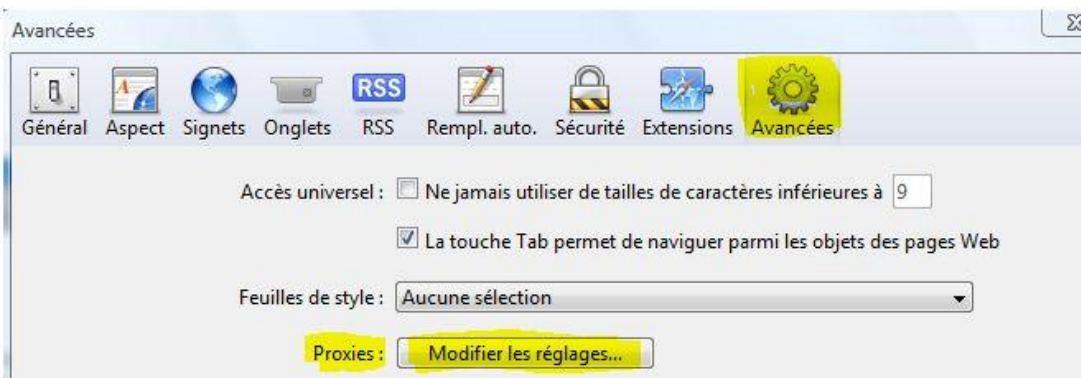 Avancées
RSS
Général Aspect Signets Onglets RSS Rempl. auto. Sécurité Extensions Avancées
Accès universel : Ne jamais utiliser de tailles de caractères inférieures à 9
La touche Tab permet de naviguer parmi les objets des pages Web
Feuilles de style : Aucune sélection
Proxies : Modifier les réglages...